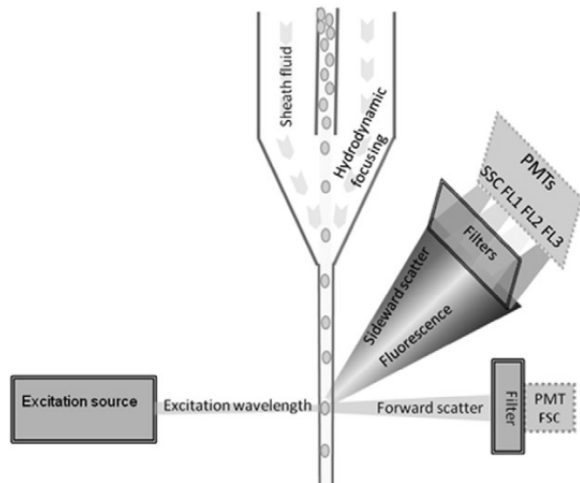 Sheath fluid
Hydrodynamic
focusing
PMTs
SSC FL1 FL2 FL3
Filters
Sideward scatter
Fluorescence
Excitation source
Excitation wavelength
Forward scatter
Filter
PMT
FSC